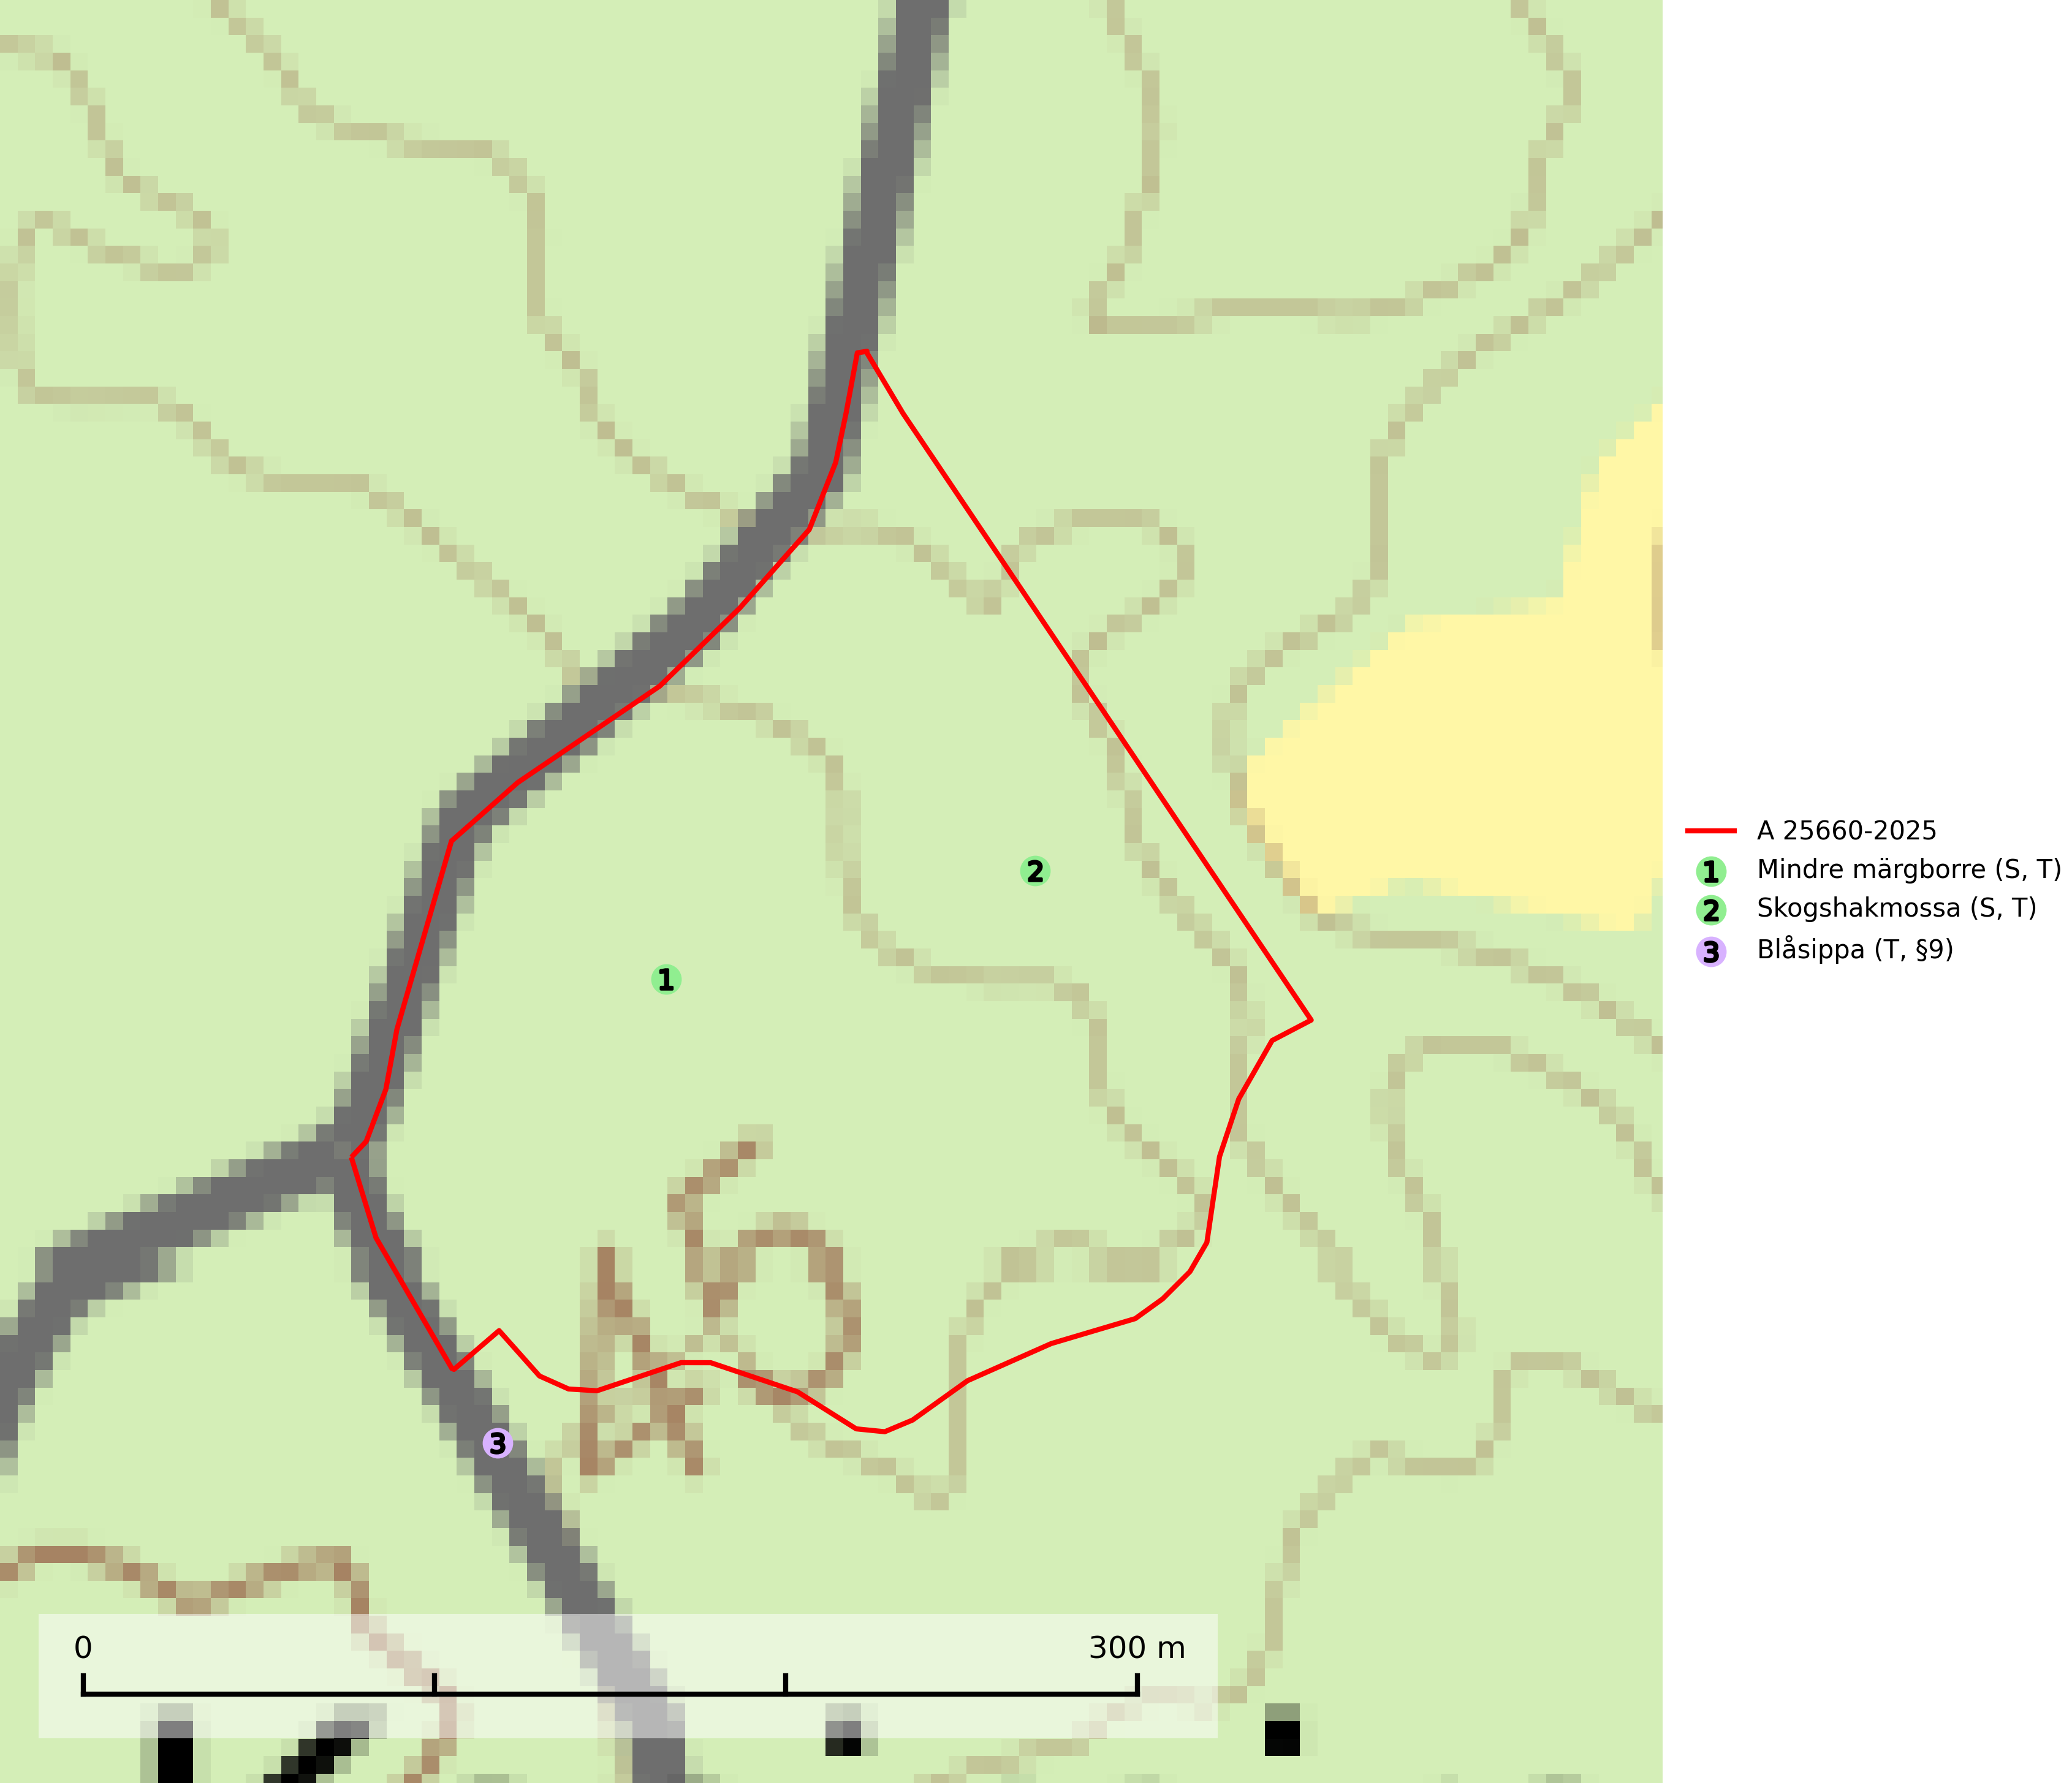 A 25660-2025
1 Mindre märgborre (S, T)
2 Skogshakmossa (S, T)
3 Blåsippa (T, §9)
2
1
3
0 300 m